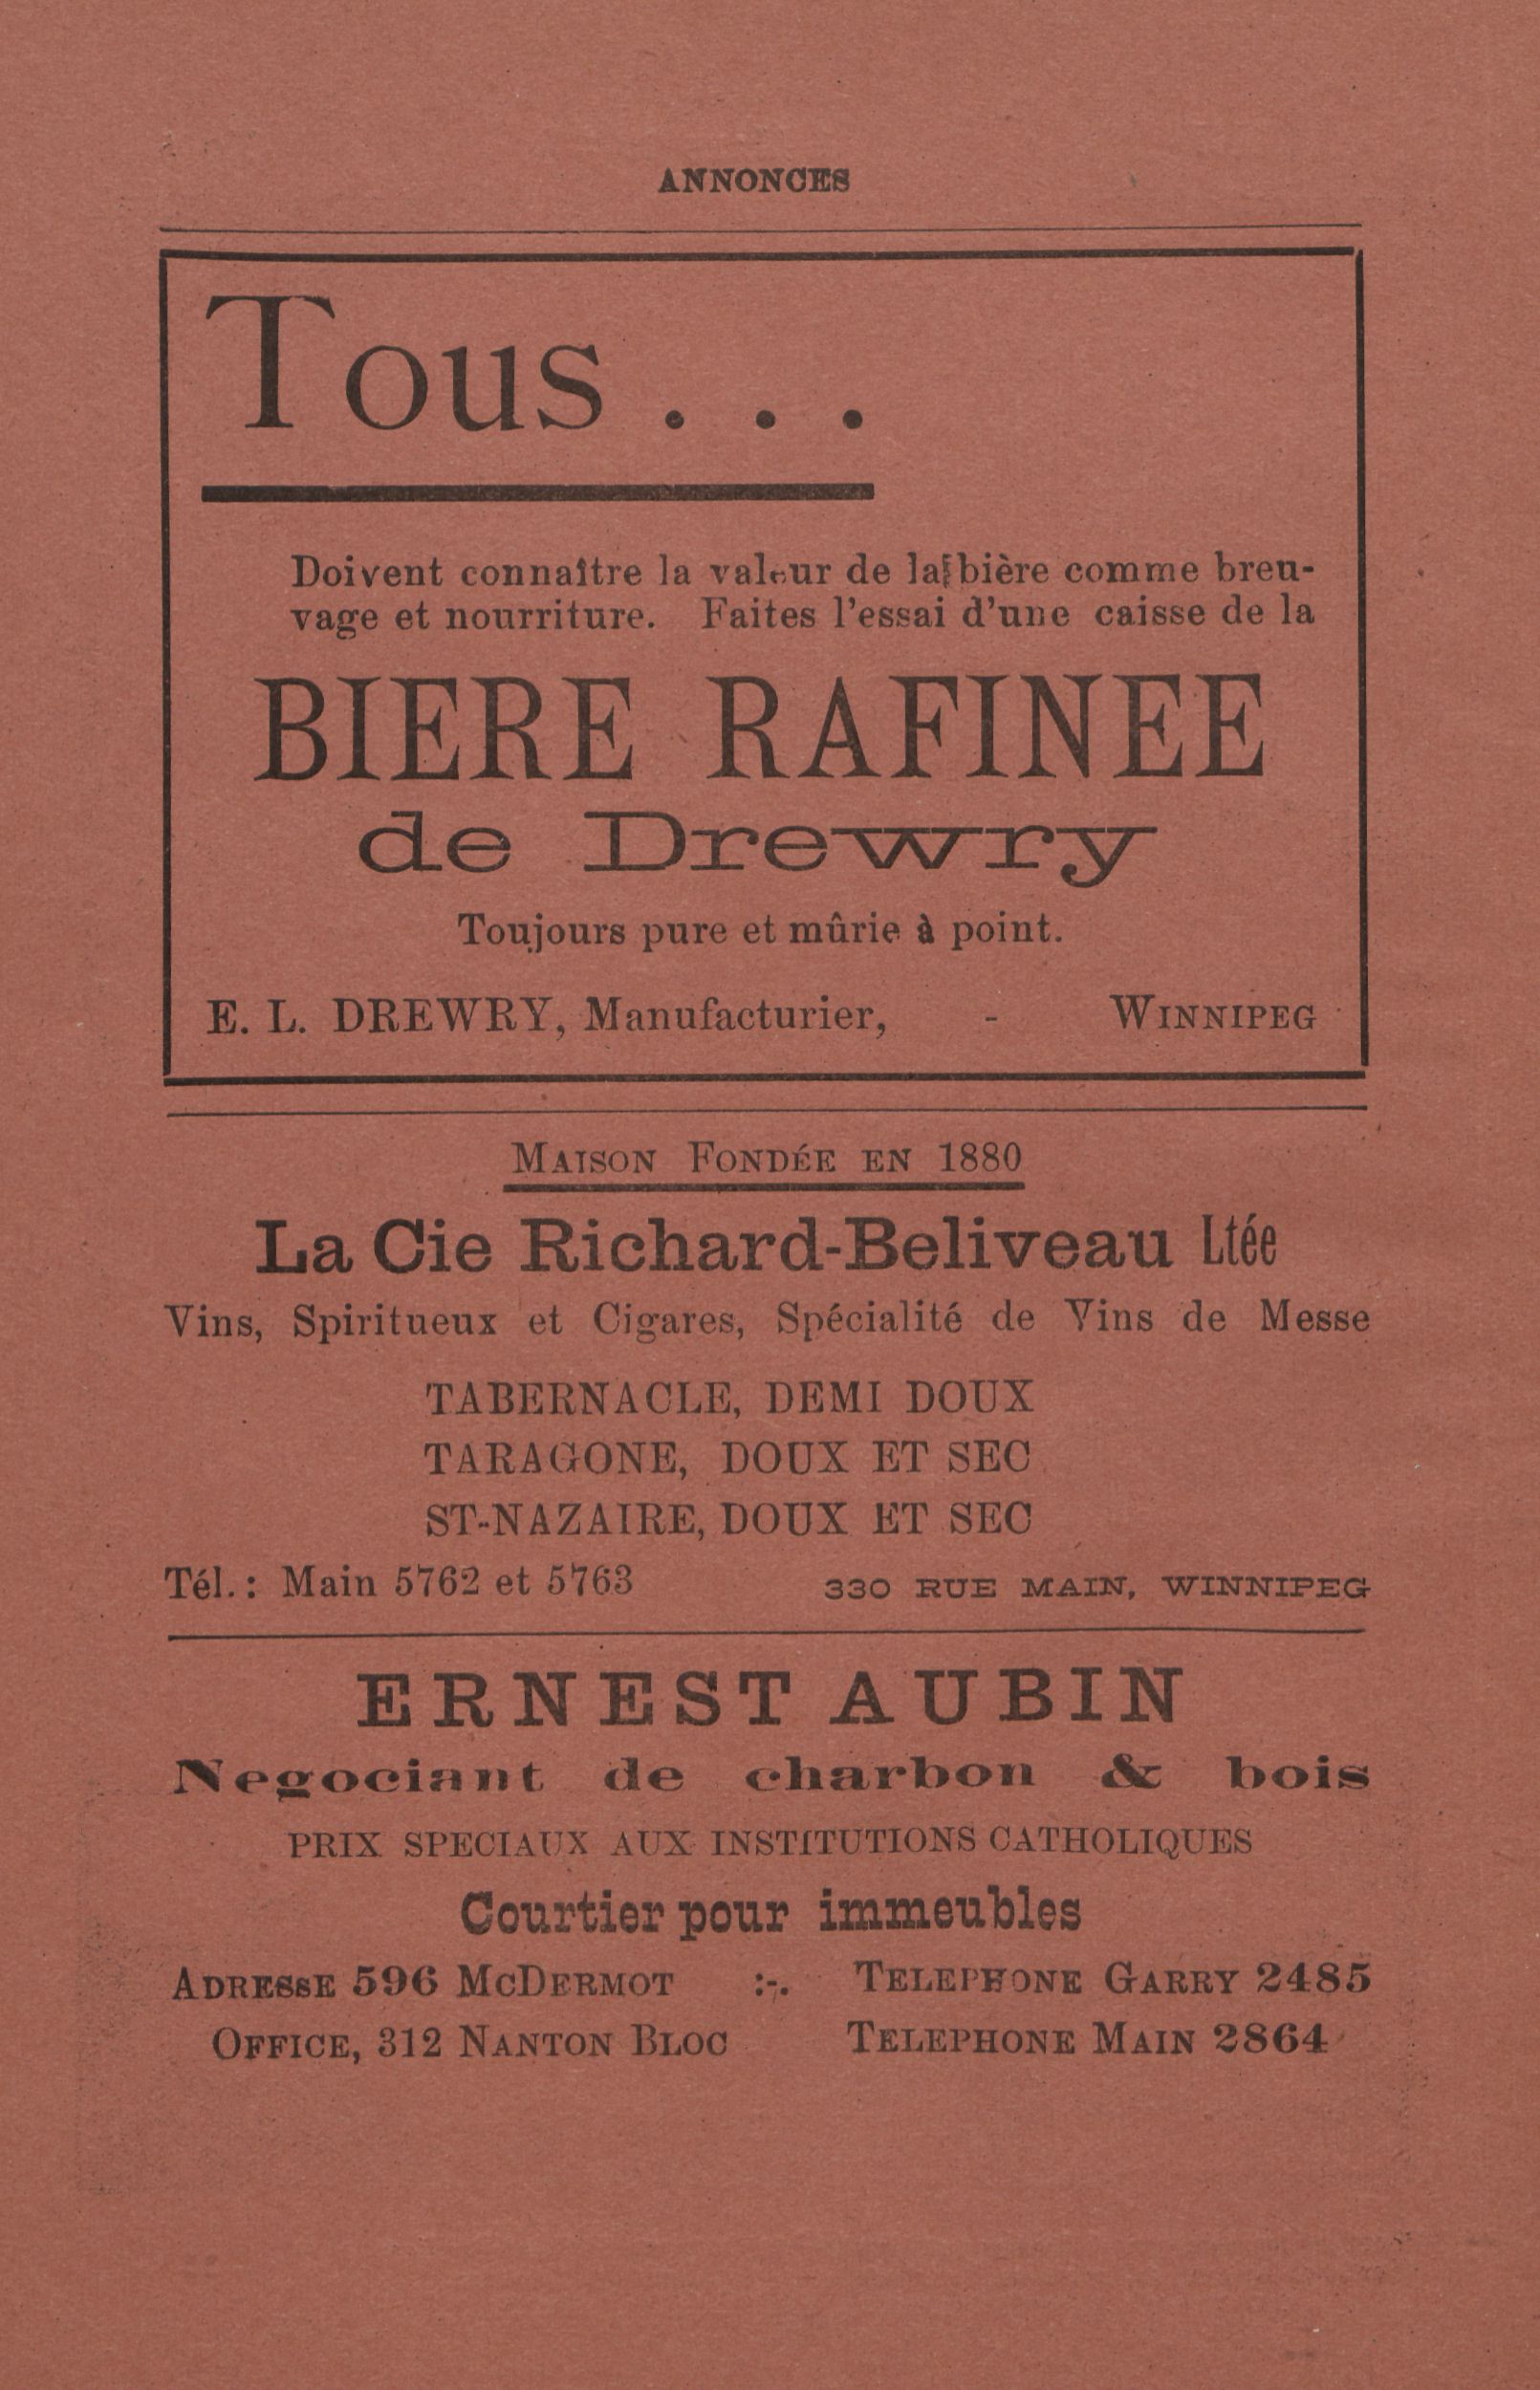 ANNONCES
Tous . . .
Doivent connaître la valeur de la bière comme breu-
vage et nourriture. Faites l'essai d'une caisse de la
BIERE RAFINEE
de Drewry
Toujours pure et mûrie à point.
E. L. DREWRY, Manufacturier, - WINNIPEG
MAISON FONDÉE EN 1880
La Cie Richard-Beliveau Ltée
Vins, Spiritueux et Cigares, Spécialité de Vins de Messe
TABERNACLE, DEMI DOUX
TARAGONE, DOUX ET SEC
ST-NAZAIRE, DOUX ET SEC
Tél.: Main 5762 et 5763 330 RUE MAIN, WINNIPEG
ERNEST AUBIN
Negociant de charbon & bois
PRIX SPECIAUX AUX INSTITUTIONS CATHOLIQUES
Courtier pour immeubles
ADRESSE 596 MCDERMOT :-. TELEPHONE GARRY 2485
OFFICE, 312 NANTON BLOC TELEPHONE MAIN 2864